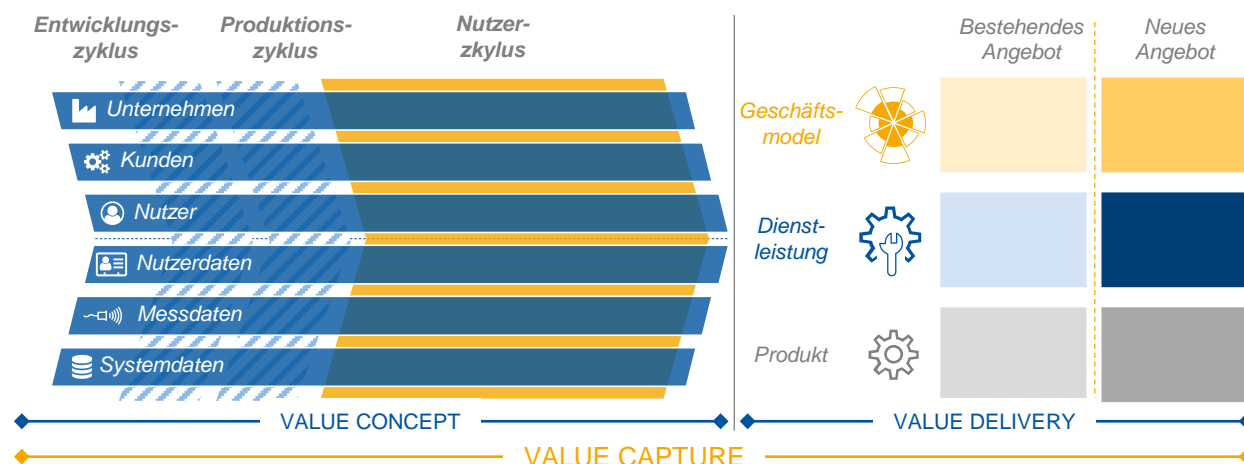 Entwicklungs-
zyklus
Produktions-
zyklus
Nutzer-
zkylus
Unternehmen
Kunden
Nutzer
Nutzerdaten
Messdaten
Systemdaten
VALUE CONCEPT
Bestehendes
Angebot
Neues
Angebot
Geschäfts-
model
Dienst-
leistung
Produkt
VALUE DELIVERY
VALUE CAPTURE